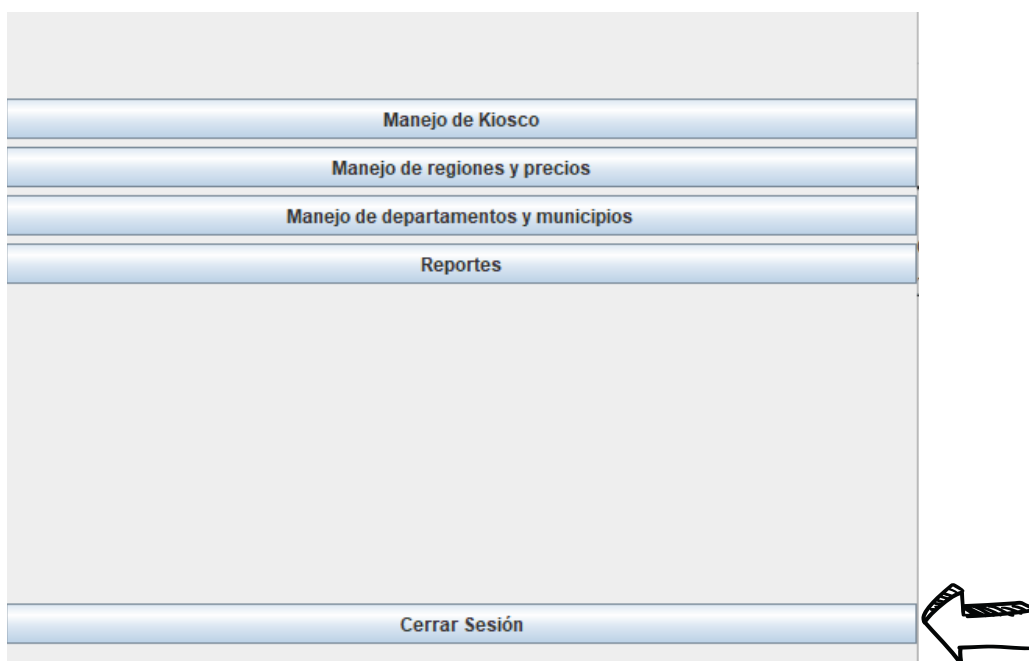 Manejo de Kiosco
Manejo de regiones y precios
Manejo de departamentos y municipios
Reportes
Cerrar Sesión